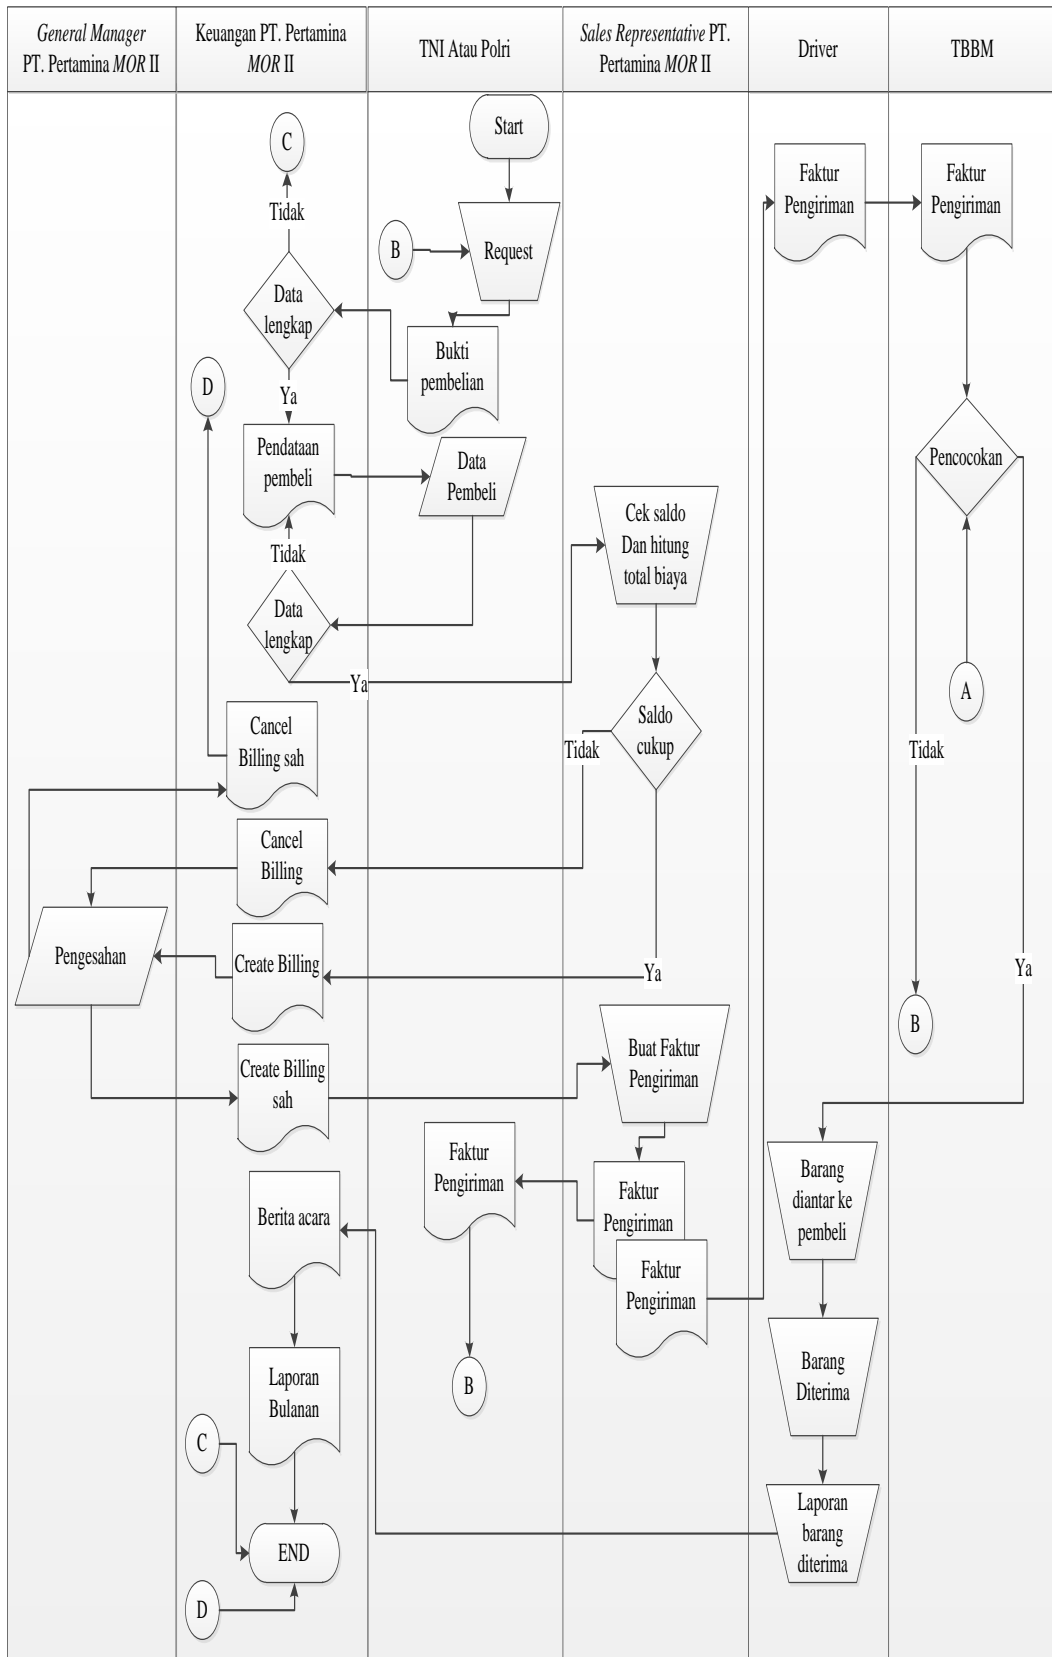 General Manager
PT. Pertamina MOR II
Keuangan PT. Pertamina
MOR II
TNI Atau Polri
Sales Representative PT.
Pertamina MOR II
Driver
TBBM
Start
C
Tidak
Request
B
Data
lengkap
Bukti
pembelian
D
Ya
Pendataan
pembeli
Data
Pembeli
Tidak
Data
lengkap
Ya
Cek saldo
Dan hitung
total biaya
Saldo
cukup
Tidak
Ya
Cancel
Billing sah
Cancel
Billing
Pengesahan
Create Billing
Create Billing
sah
Buat Faktur
Pengiriman
Faktur
Pengiriman
Faktur
Pengiriman
Faktur
Pengiriman
B
Faktur
Pengiriman
Faktur
Pengiriman
Pencocokan
A
Tidak
Ya
B
Barang
diantar ke
pembeli
Barang
Diterima
Laporan
barang
diterima
Berita acara
Laporan
Bulanan
C
END
D